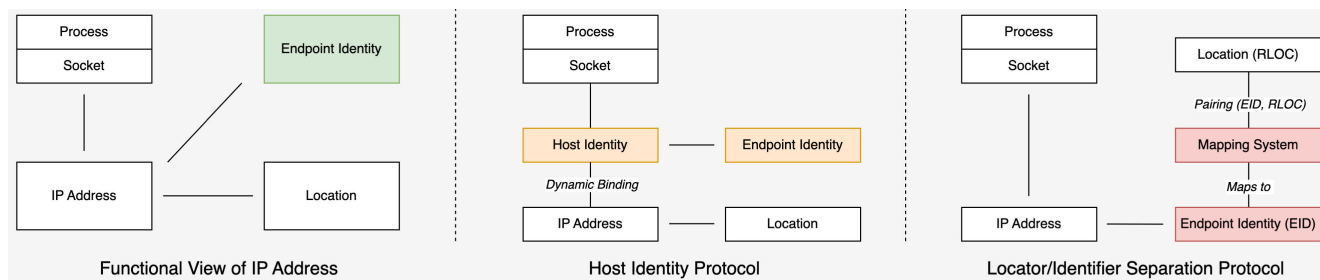 Process
Socket
Endpoint Identity
IP Address
Location
Functional View of IP Address
Process
Socket
Host Identity
Endpoint Identity
Dynamic Binding
IP Address
Location
Host Identity Protocol
Process
Socket
Location (RLOC)
Pairing (EID, RLOC)
Mapping System
Maps to
IP Address
Endpoint Identity (EID)
Locator/Identifier Separation Protocol